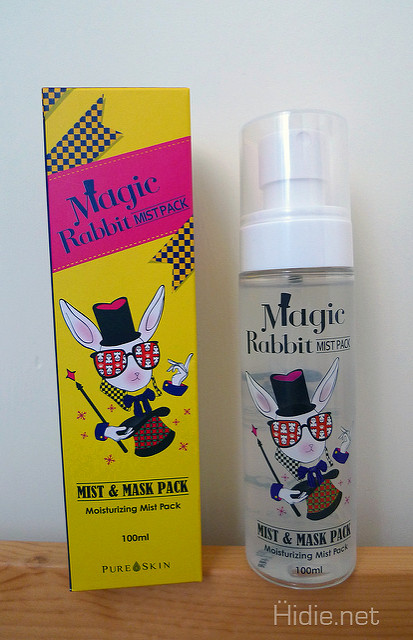 Magic
Rabbit MIST PACK
MIST & MASK PACK
Moisturizing Mist Pack
100ml
PURE SKIN
Magic
Rabbit MIST PACK
MIST & MASK PACK
Moisturizing Mist Pack
100ml
Hidie.net